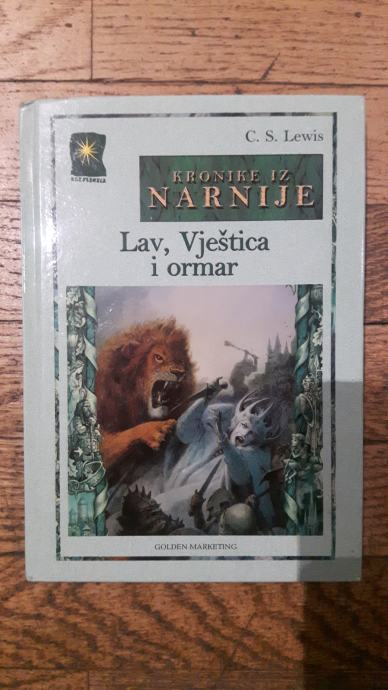 C. S. Lewis
KRONIKE IZ
NARNIJE
Lav, Vještica
i ormar
GOLDEN MARKETING